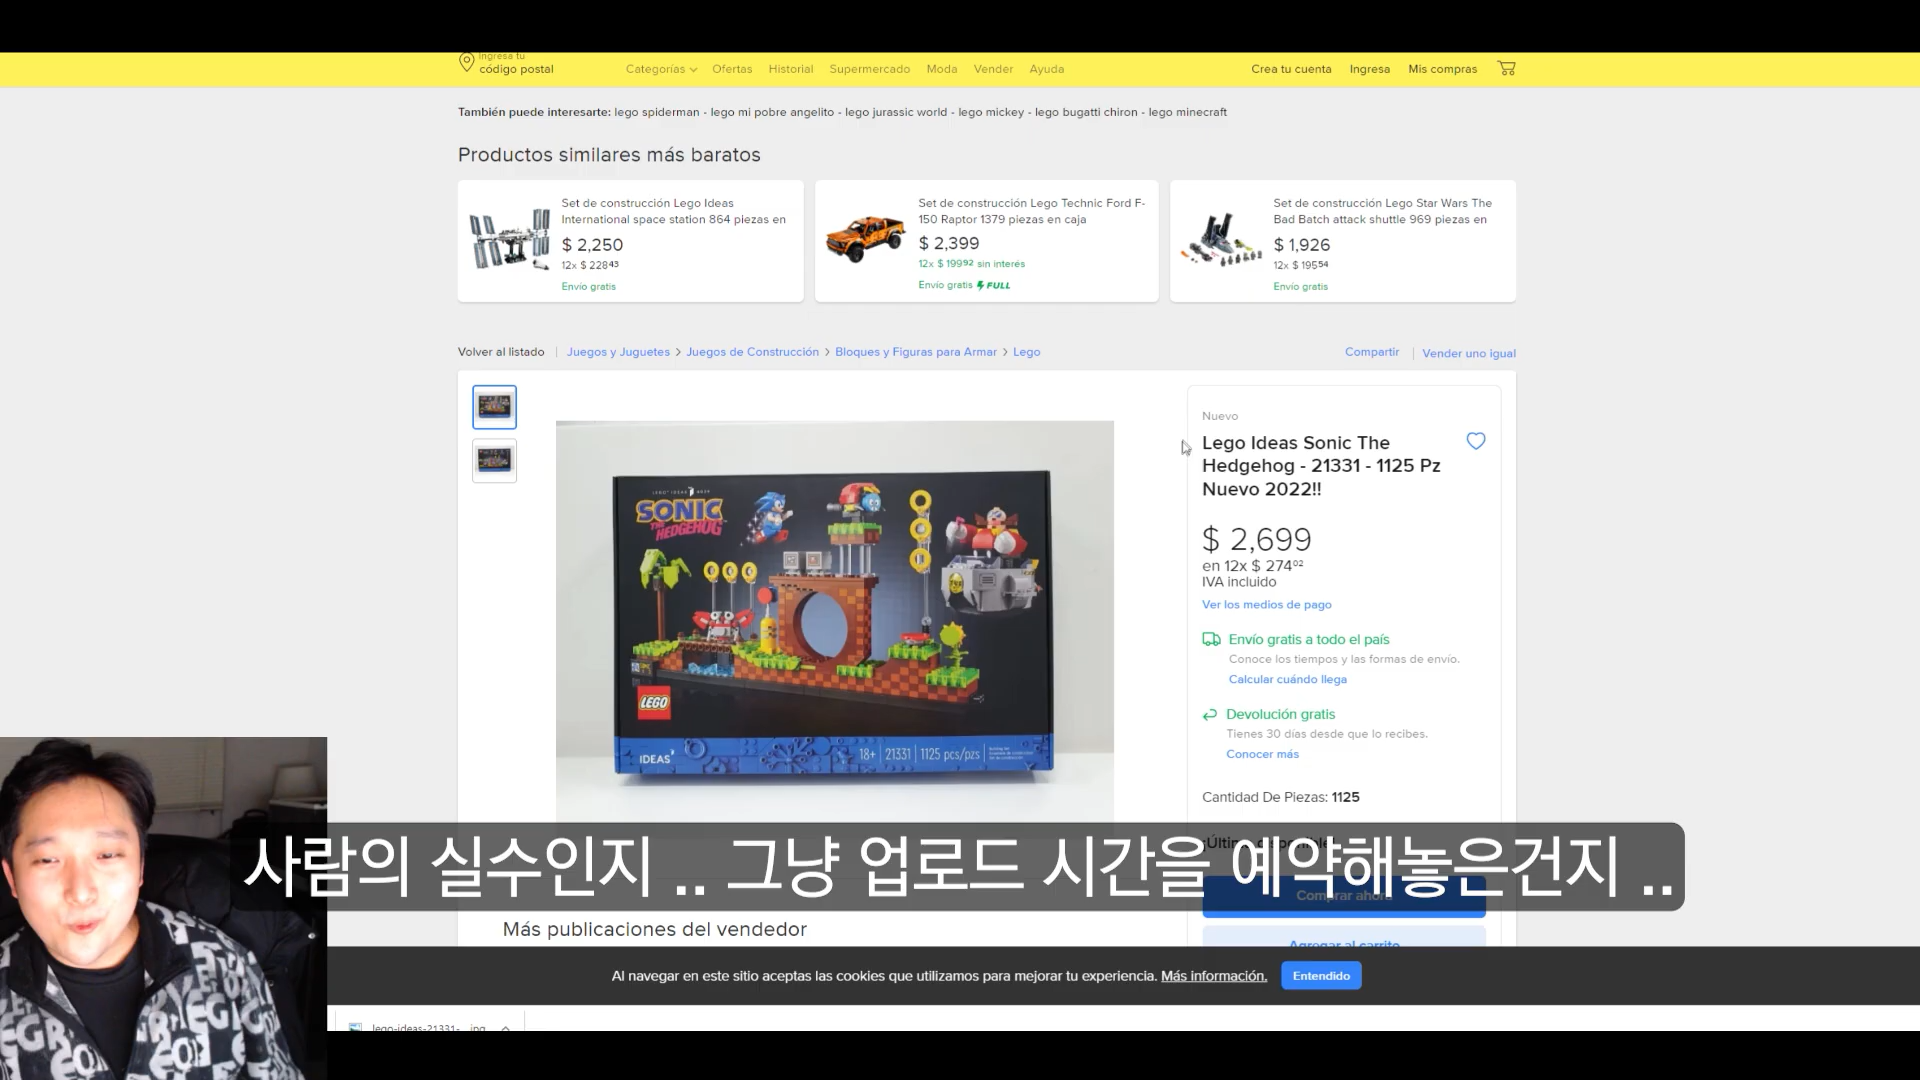 Ingresa tu
código postal
Categorías Ofertas Historial Supermercado Moda Vender Ayuda
Crea tu cuenta Ingresa Mis compras
También puede interesarte: lego spiderman - lego mi pobre angelito - lego jurassic world - lego mickey - lego bugatti chiron - lego minecraft
Productos similares más baratos
Set de construcción Lego Ideas
International space station 864 piezas en
$ 2,250
12x $ 228⁴³
Envío gratis
Set de construcción Lego Technic Ford F-
150 Raptor 1379 piezas en caja
$ 2,399
12x $ 199⁹² sin interés
Envío gratis FULL
Set de construcción Lego Star Wars The
Bad Batch attack shuttle 969 piezas en
$ 1,926
12x $ 195⁵⁴
Envío gratis
Volver al listado | Juegos y Juguetes > Juegos de Construcción > Bloques y Figuras para Armar > Lego
Compartir | Vender uno igual
SONIC
THE HEDGEHOG
LEGO
IDEAS
18+ | 21331 | 1125 pcs/pzs
Nuevo
Lego Ideas Sonic The
Hedgehog - 21331 - 1125 Pz
Nuevo 2022!!
$ 2,699
en 12x $ 274⁰²
IVA incluido
Ver los medios de pago
Envío gratis a todo el país
Conoce los tiempos y las formas de envío.
Calcular cuándo llega
Devolución gratis
Tienes 30 días desde que lo recibes.
Conocer más
Cantidad De Piezas: 1125
사람의 실수인지 .. 그냥 업로드 시간을 예약해놓은건지 ..
Comprar ahora
Agregar al carrito
Más publicaciones del vendedor
Al navegar en este sitio aceptas las cookies que utilizamos para mejorar tu experiencia. Más información.
Entendido
lego-ideas-21331-...jpg